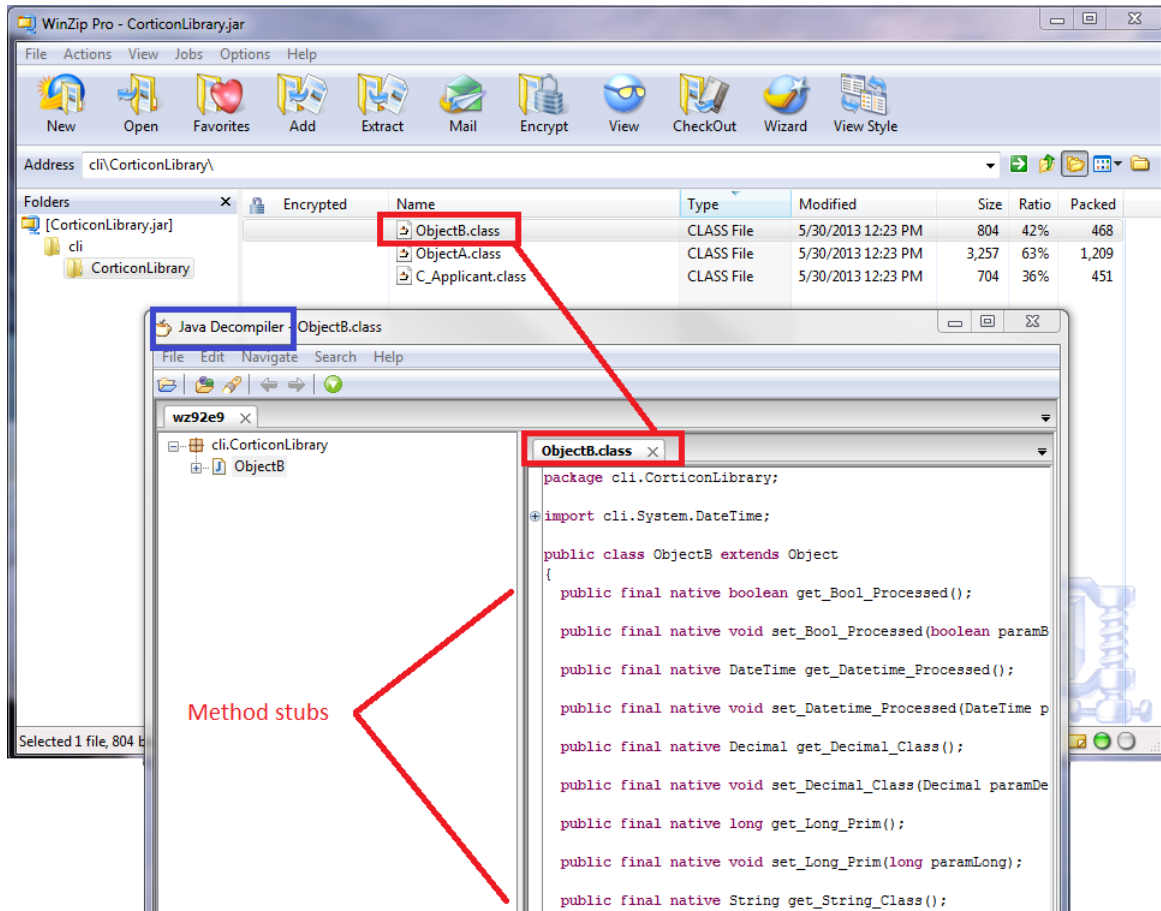 WinZip Pro - CorticonLibrary.jar
File Actions View Jobs Options Help
New Open Favorites Add Extract Mail Encrypt View CheckOut Wizard View Style
Address cli\CorticonLibrary\
Folders Encrypted Name Type Modified Size Ratio Packed
[CorticonLibrary.jar] ObjectB.class CLASS File 5/30/2013 12:23 PM 804 42% 468
cli ObjectA.class CLASS File 5/30/2013 12:23 PM 3,257 63% 1,209
CorticonLibrary C_Applicant.class CLASS File 5/30/2013 12:23 PM 704 36% 451
Java Decompiler - ObjectB.class
File Edit Navigate Search Help
wz92e9
cli.CorticonLibrary
ObjectB
ObjectB.class
package cli.CorticonLibrary;
import cli.System.DateTime;
public class ObjectB extends Object
{
public final native boolean get_Bool_Processed();
public final native void set_Bool_Processed(boolean paramB
public final native DateTime get_Datetime_Processed();
public final native void set_Datetime_Processed(DateTime p
public final native Decimal get_Decimal_Class();
public final native void set_Decimal_Class(Decimal paramDe
public final native long get_Long_Prim();
public final native void set_Long_Prim(long paramLong);
public final native String get_String_Class();
Method stubs
Selected 1 file, 804 b